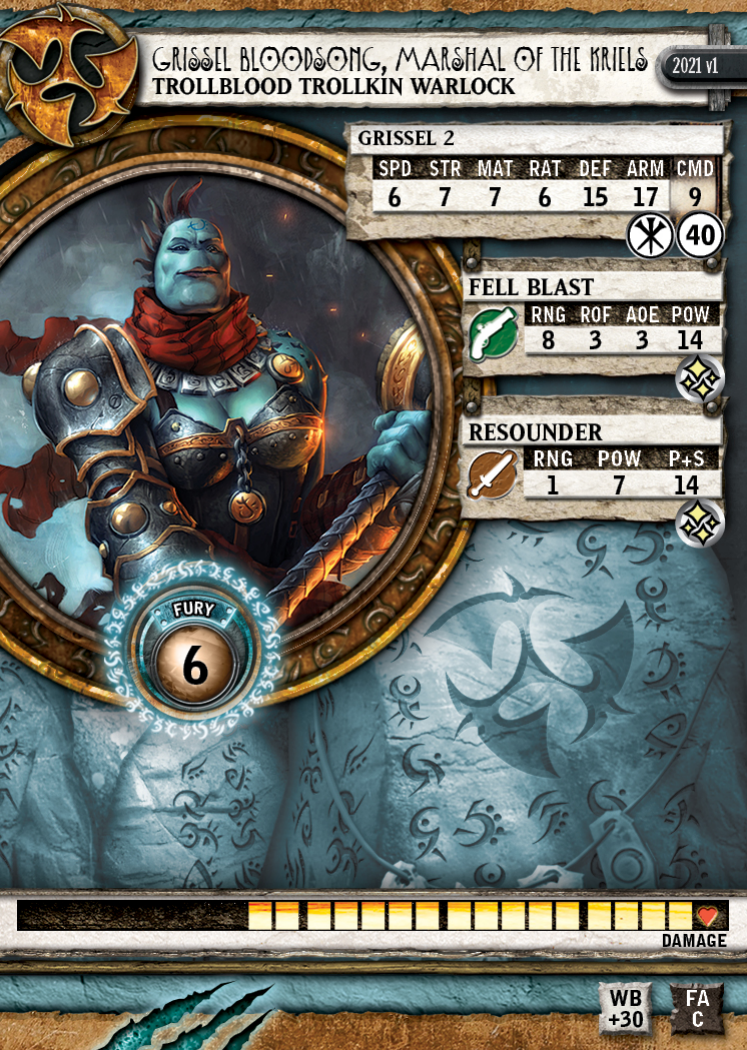 GRISSEL BLOODSONG, MARSHAL OF THE KRIELS
TROLLBLOOD TROLLKIN WARLOCK
2021 v1
GRISSEL 2
SPD STR MAT RAT DEF ARM CMD
6 7 7 6 15 17 9
40
FELL BLAST
RNG ROF AOE POW
8 3 3 14
RESOUNDER
RNG POW P+S
1 7 14
FURY
6
DAMAGE
WB
+30
FA
C